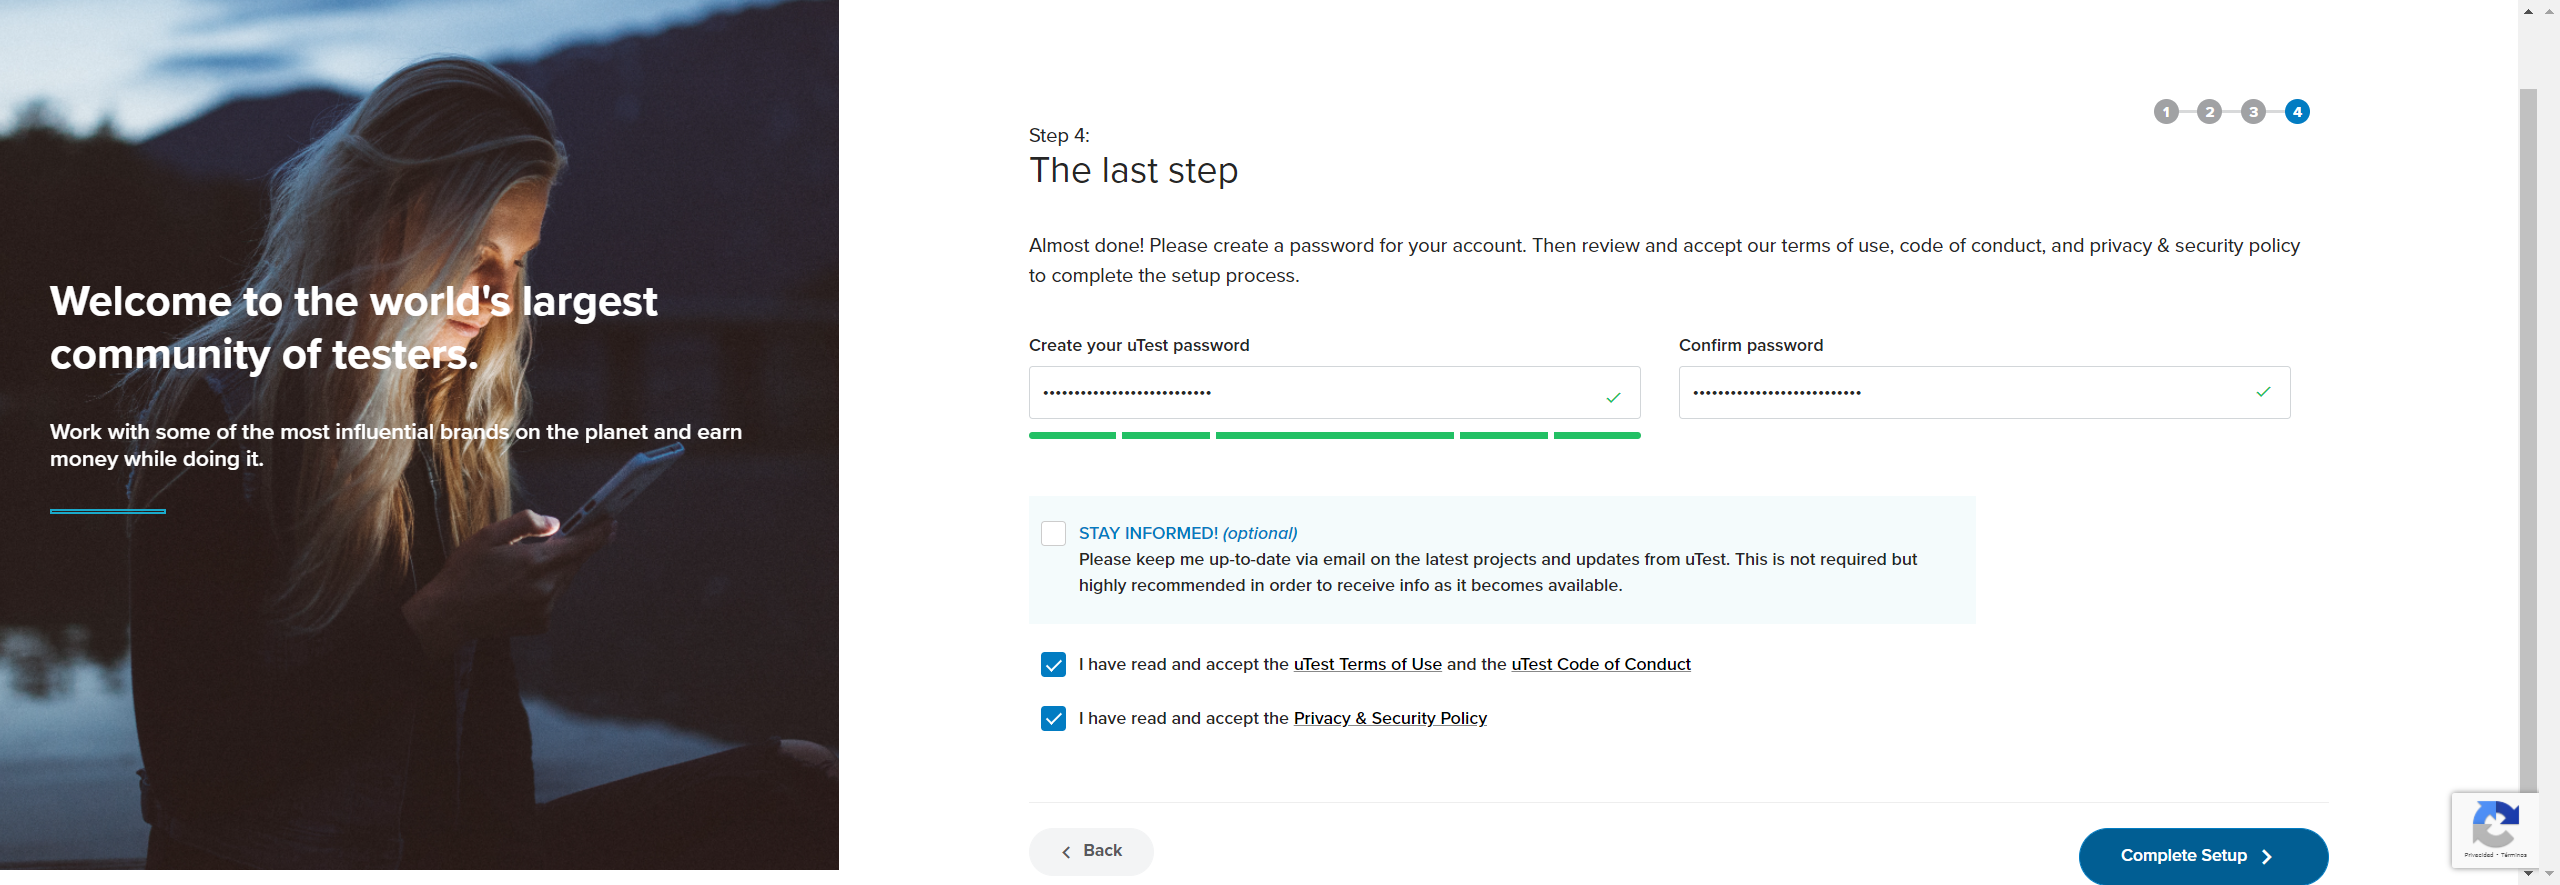 Welcome to the world's largest
community of testers.
Work with some of the most influential brands on the planet and earn
money while doing it.
1 2 3 4
Step 4:
The last step
Almost done! Please create a password for your account. Then review and accept our terms of use, code of conduct, and privacy & security policy
to complete the setup process.
Create your uTest password
Confirm password
STAY INFORMED! (optional)
Please keep me up-to-date via email on the latest projects and updates from uTest. This is not required but
highly recommended in order to receive info as it becomes available.
I have read and accept the uTest Terms of Use and the uTest Code of Conduct
I have read and accept the Privacy & Security Policy
Back
Complete Setup
Privacidad - Términos